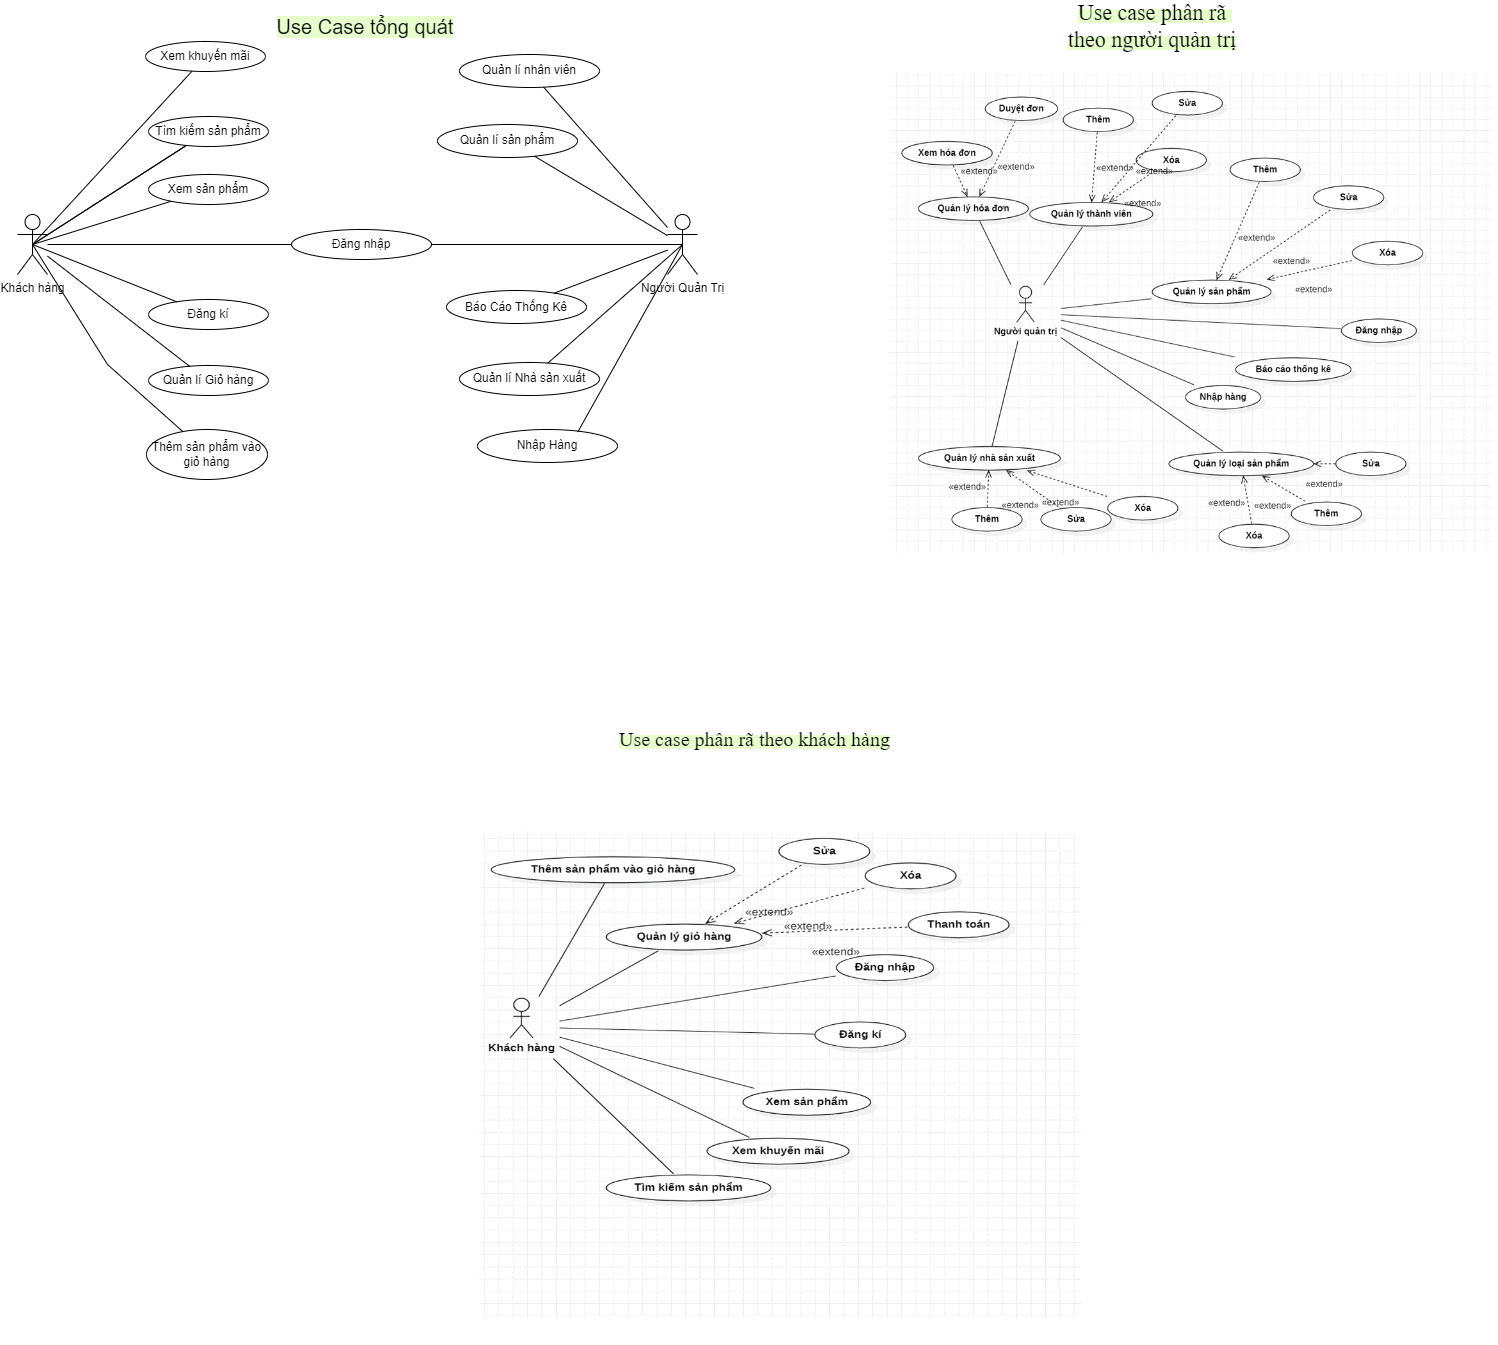 Use Case tổng quát
Xem khuyến mãi
Tìm kiếm sản phẩm
Xem sản phẩm
Khách hàng
Đăng nhập
Đăng kí
Quản lí Giỏ hàng
Thêm sản phẩm vào
giỏ hàng
Quản lí nhân viên
Quản lí sản phẩm
Người Quản Trị
Báo Cáo Thống Kê
Quản lí Nhà sản xuất
Nhập Hàng
Use case phân rã
theo người quản trị
Duyệt đơn
Thêm
Sửa
Xem hóa đơn
Xóa
«extend»
«extend»
«extend»
«extend»
«extend»
Thêm
Sửa
Quản lý hóa đơn
Quản lý thành viên
«extend»
«extend»
«extend»
Xóa
Quản lý sản phẩm
Người quản trị
Đăng nhập
Báo cáo thống kê
Nhập hàng
Quản lý nhà sản xuất
Quản lý loại sản phẩm
Sửa
«extend»
«extend»
«extend»
«extend»
«extend»
«extend»
Thêm
Sửa
Xóa
Thêm
Xóa
Use case phân rã theo khách hàng
Sửa
Thêm sản phẩm vào giỏ hàng
Xóa
«extend»
Thanh toán
«extend»
Quản lý giỏ hàng
«extend»
Đăng nhập
Đăng kí
Khách hàng
Xem sản phẩm
Xem khuyến mãi
Tìm kiếm sản phẩm